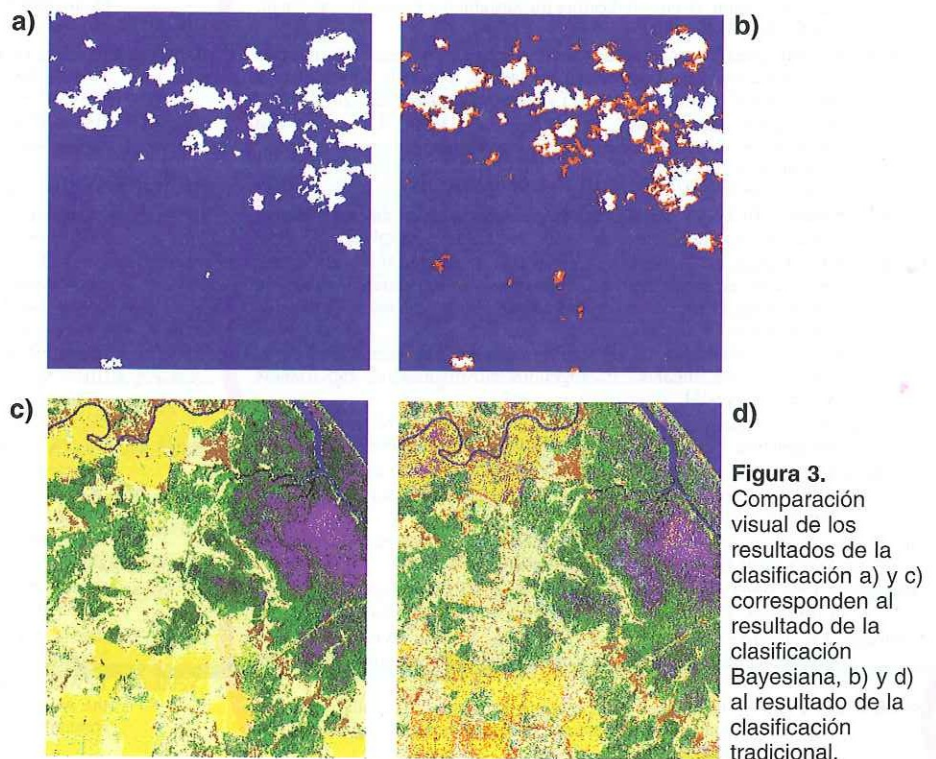 a)
b)
c)
d)
Figura 3.
Comparación
visual de los
resultados de la
clasificación a) y c)
corresponden al
resultado de la
clasificación
Bayesiana, b) y d)
al resultado de la
clasificación
tradicional.